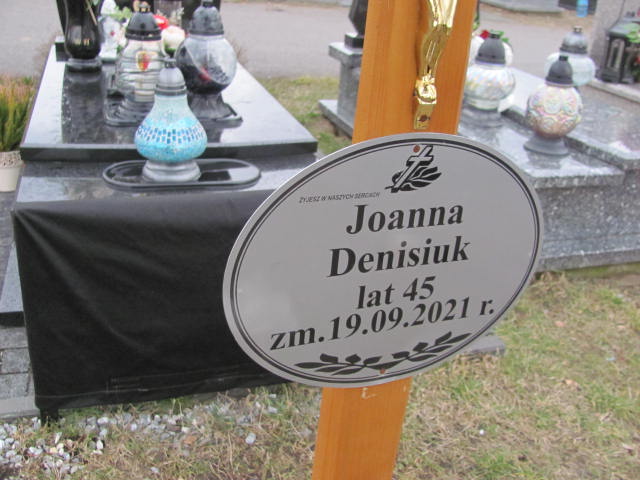 ŻYJESZ W NASZYCH SERCACH
Joanna
Denisiuk
lat 45
zm.19.09.2021 r.